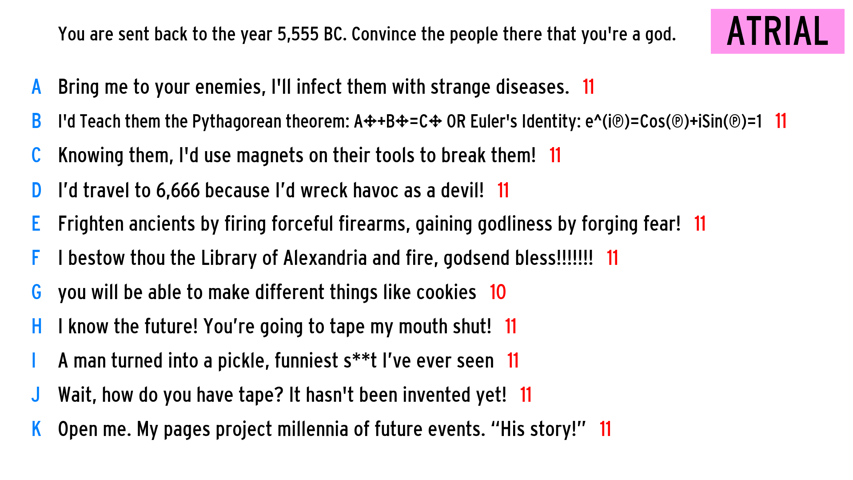 You are sent back to the year 5,555 BC. Convince the people there that you're a god.
ATRIAL
A Bring me to your enemies, I'll infect them with strange diseases. 11
B I'd Teach them the Pythagorean theorem: A✢+B✢=C✢ OR Euler's Identity: e^(i℗)=Cos(℗)+iSin(℗)=1 11
C Knowing them, I'd use magnets on their tools to break them! 11
D I’d travel to 6,666 because I’d wreck havoc as a devil! 11
E Frighten ancients by firing forceful firearms, gaining godliness by forging fear! 11
F I bestow thou the Library of Alexandria and fire, godsend bless!!!!!!! 11
G you will be able to make different things like cookies 10
H I know the future! You’re going to tape my mouth shut! 11
I A man turned into a pickle, funniest s**t I’ve ever seen 11
J Wait, how do you have tape? It hasn't been invented yet! 11
K Open me. My pages project millennia of future events. “His story!” 11